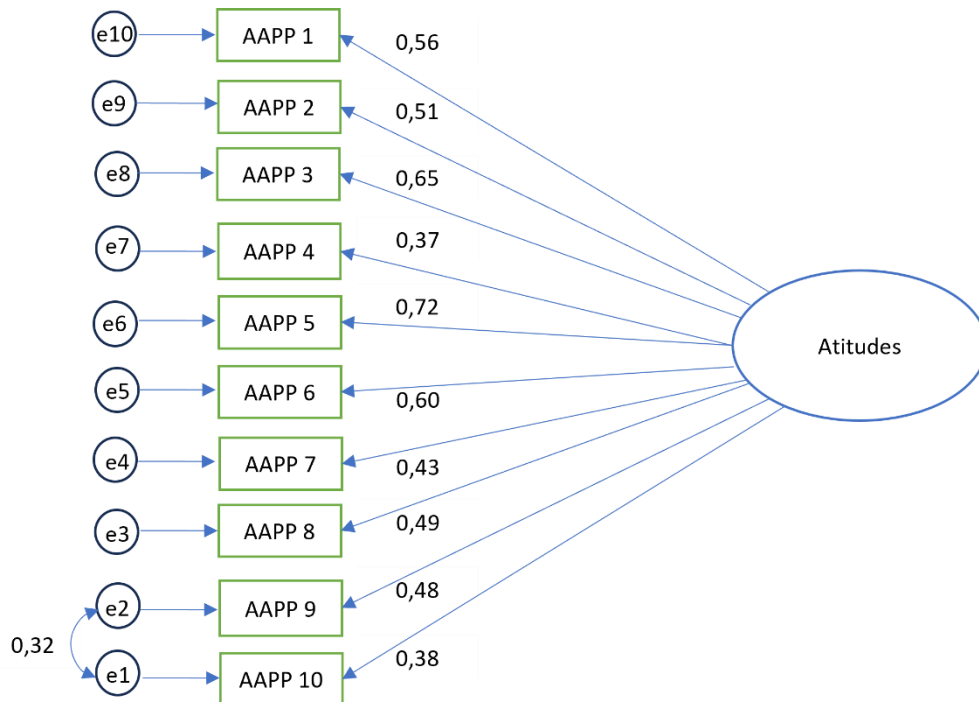 e10 AAPP 1 0,56
e9 AAPP 2 0,51
e8 AAPP 3 0,65
e7 AAPP 4 0,37
e6 AAPP 5 0,72
Atitudes
e5 AAPP 6 0,60
e4 AAPP 7 0,43
e3 AAPP 8 0,49
e2 AAPP 9 0,48
0,32
e1 AAPP 10 0,38